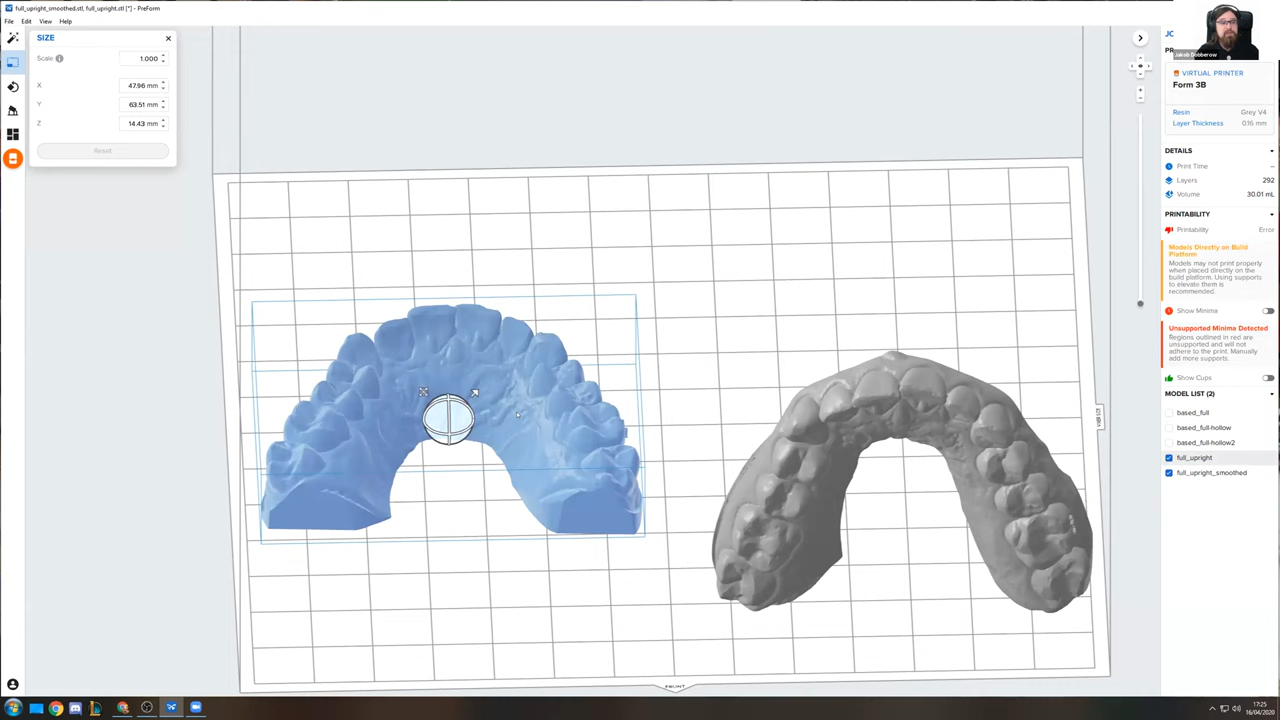 full_upright_smoothed.stl, full_upright.stl [*] - PreForm
File Edit View Help
SIZE
Scale 1.000
X 47.96 mm
Y 63.51 mm
Z 14.43 mm
Reset
Jakob Dobberow
VIRTUAL PRINTER
Form 3B
Resin Grey V4
Layer Thickness 0.16 mm
DETAILS
Print Time --
Layers 292
Volume 30.01 mL
PRINTABILITY
Printability Error
Models Directly on Build
Platform
Models may not print properly
when placed directly on the
build platform. Using supports
to elevate them is
recommended.
Show Minima
Unsupported Minima Detected
Regions outlined in red are
unsupported and will not
adhere to the print. Manually
add more supports.
Show Cups
MODEL LIST (2)
based_full
based_full-hollow
based_full-hollow2
full_upright
full_upright_smoothed
FRONT
17:25
16/04/2020